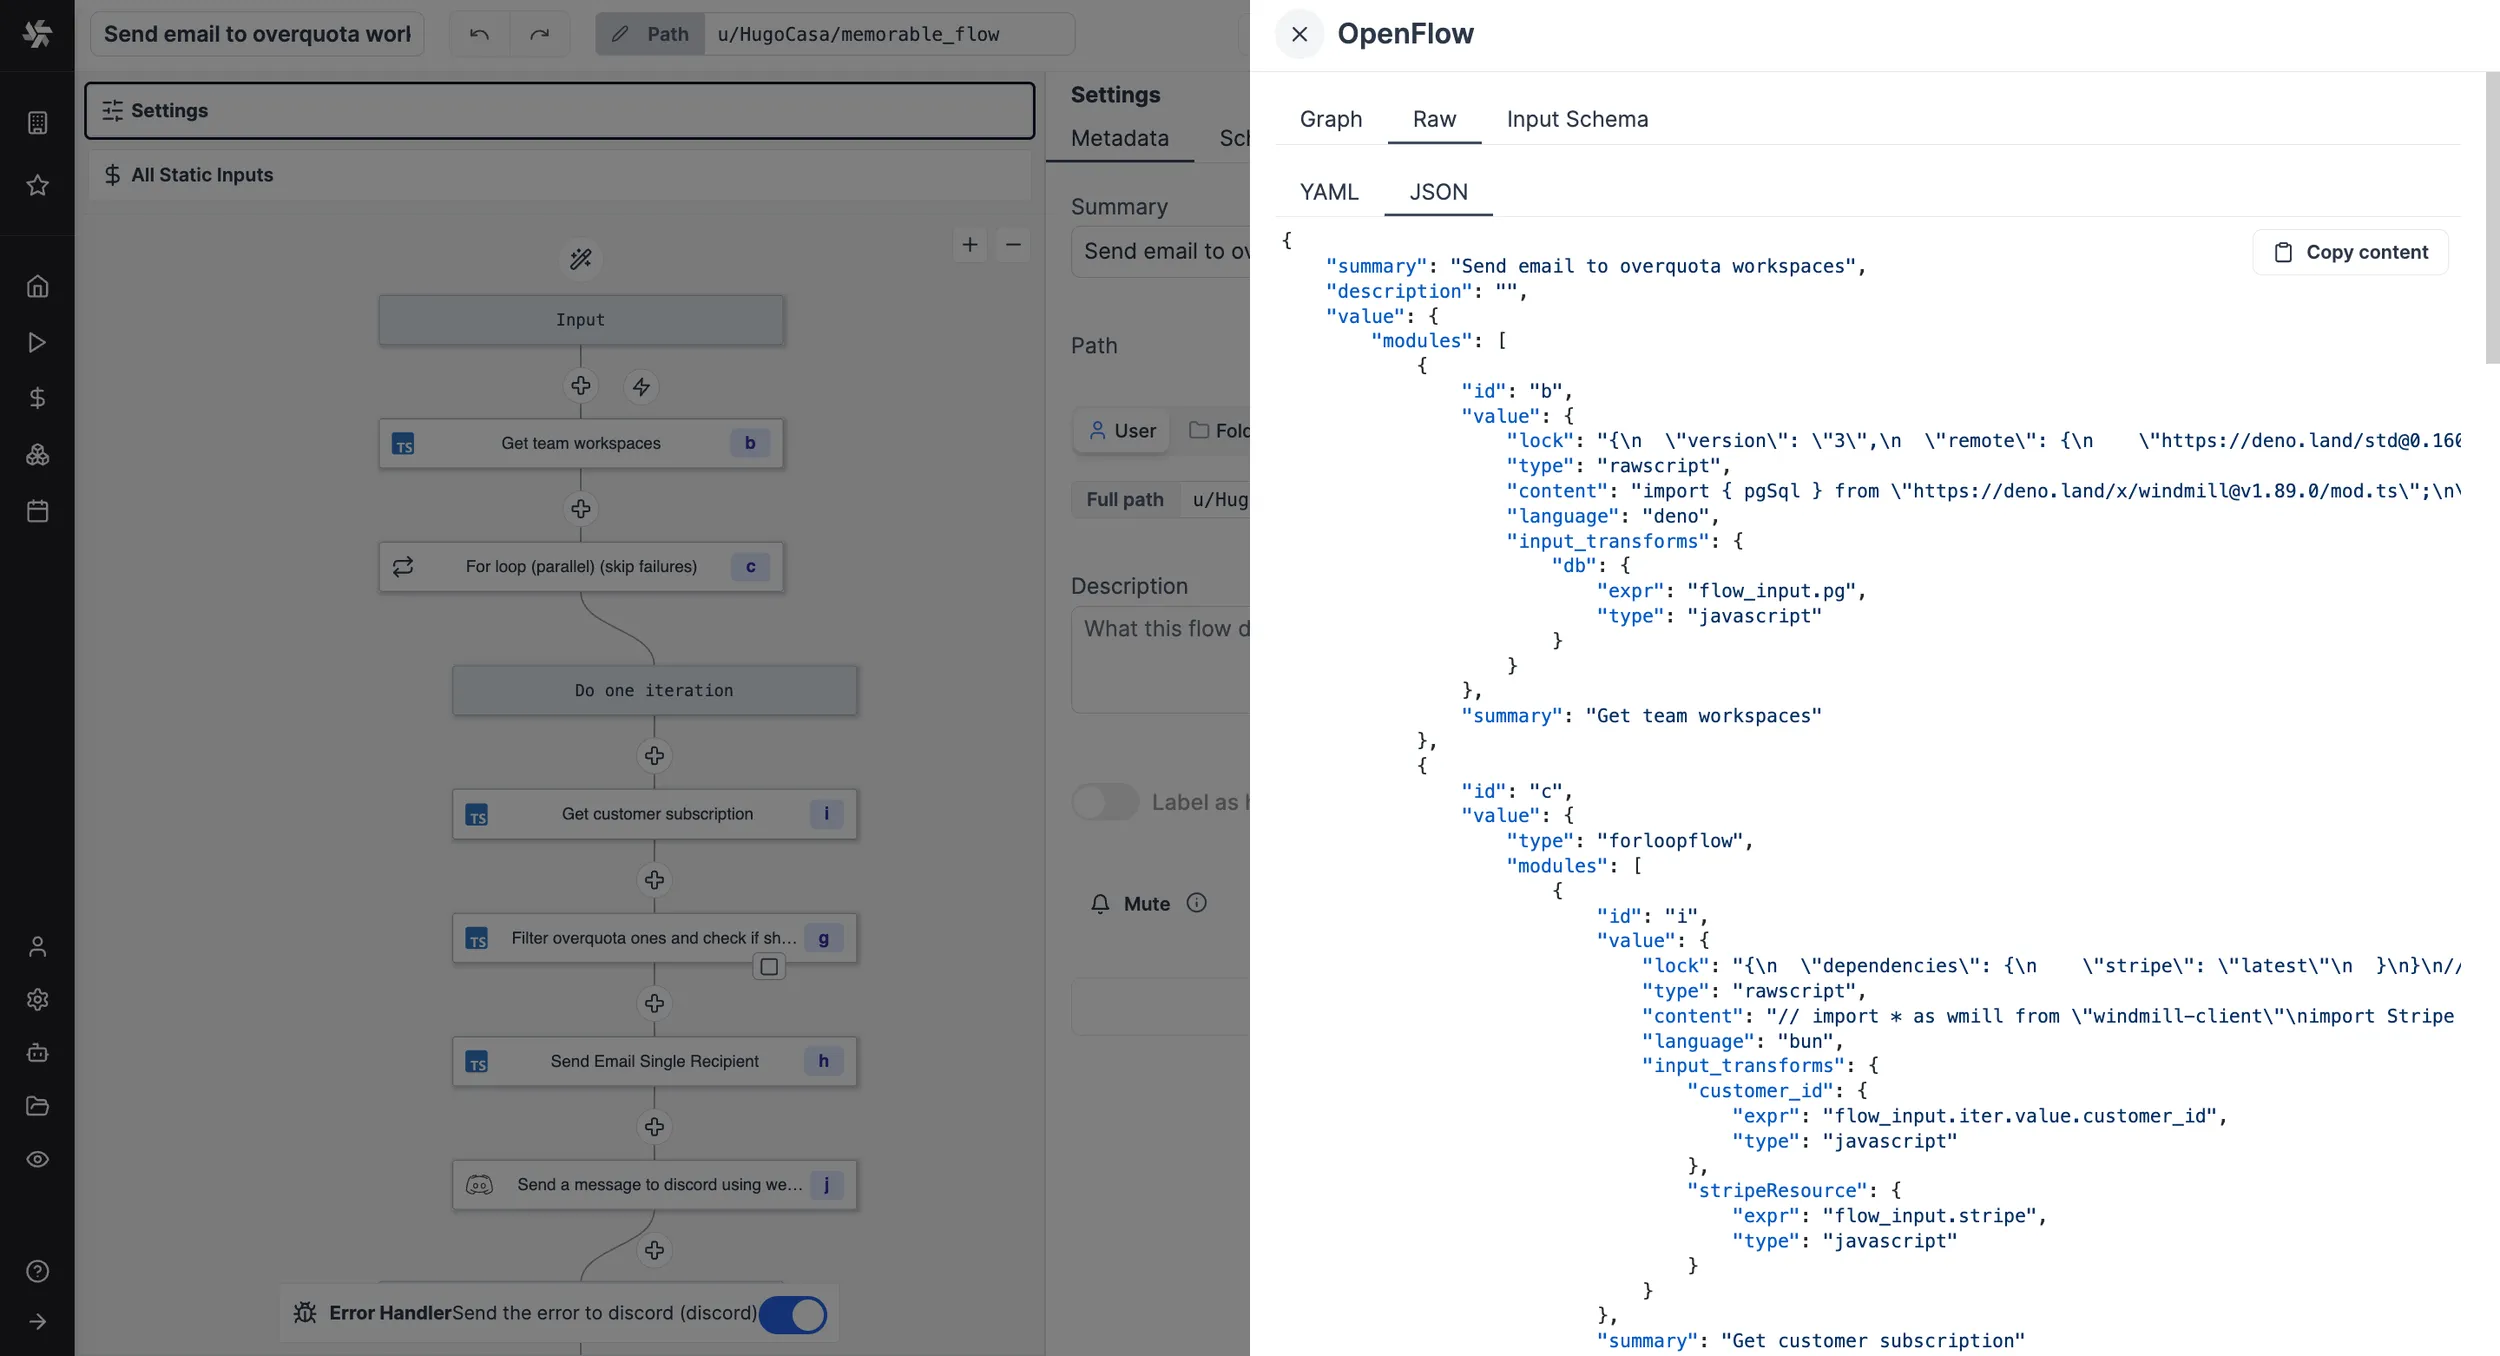 Send email to overquota work
Path
u/HugoCasa/memorable_flow
Settings
All Static Inputs
Input
TS
Get team workspaces
b
For loop (parallel) (skip failures)
c
Do one iteration
TS
Get customer subscription
i
TS
Filter overquota ones and check if sh...
g
TS
Send Email Single Recipient
h
Send a message to discord using we...
j
Error Handler Send the error to discord (discord)
Settings
Metadata
Sch
Summary
Send email to ov
Path
User
Fold
Full path
u/Hug
Description
What this flow d
Label as h
Mute
OpenFlow
Graph
Raw
Input Schema
YAML
JSON
Copy content
{
"summary": "Send email to overquota workspaces",
"description": "",
"value": {
"modules": [
{
"id": "b",
"value": {
"lock": "{\n  \"version\": \"3\",\n  \"remote\": {\n    \"https://deno.land/std@0.160
"type": "rawscript",
"content": "import { pgSql } from \"https://deno.land/x/windmill@v1.89.0/mod.ts\";\n\
"language": "deno",
"input_transforms": {
"db": {
"expr": "flow_input.pg",
"type": "javascript"
}
}
},
"summary": "Get team workspaces"
},
{
"id": "c",
"value": {
"type": "forloopflow",
"modules": [
{
"id": "i",
"value": {
"lock": "{\n  \"dependencies\": {\n    \"stripe\": \"latest\"\n  }\n}\n//
"type": "rawscript",
"content": "// import * as wmill from \"windmill-client\"\nimport Stripe
"language": "bun",
"input_transforms": {
"customer_id": {
"expr": "flow_input.iter.value.customer_id",
"type": "javascript"
},
"stripeResource": {
"expr": "flow_input.stripe",
"type": "javascript"
}
}
},
"summary": "Get customer subscription"